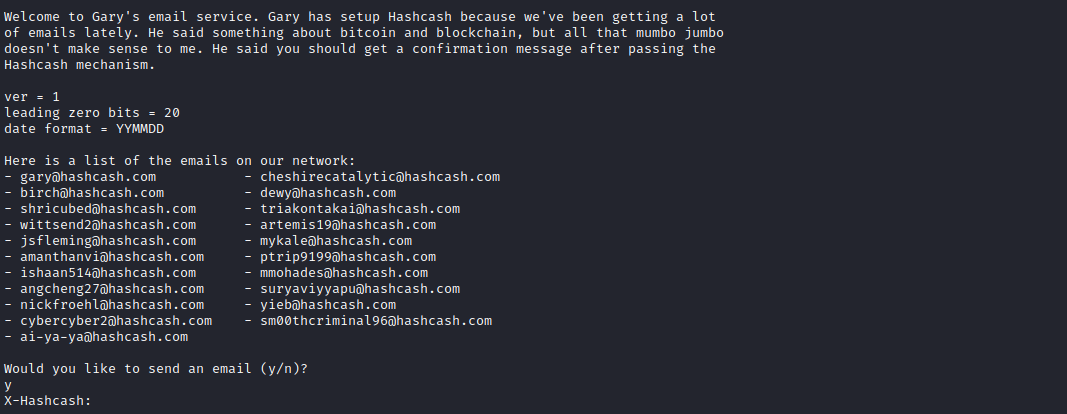 Welcome to Gary's email service. Gary has setup Hashcash because we've been getting a lot
of emails lately. He said something about bitcoin and blockchain, but all that mumbo jumbo
doesn't make sense to me. He said you should get a confirmation message after passing the
Hashcash mechanism.
ver = 1
leading zero bits = 20
date format = YYMMDD
Here is a list of the emails on our network:
- gary@hashcash.com - cheshirecatalytic@hashcash.com
- birch@hashcash.com - dewy@hashcash.com
- shricubed@hashcash.com - triakontakai@hashcash.com
- wittsend2@hashcash.com - artemis19@hashcash.com
- jsfleming@hashcash.com - mykale@hashcash.com
- amanthanvi@hashcash.com - ptrip9199@hashcash.com
- ishaan514@hashcash.com - mmohades@hashcash.com
- angcheng27@hashcash.com - suryaviyyapu@hashcash.com
- nickfroehl@hashcash.com - yieb@hashcash.com
- cybercyber2@hashcash.com - sm00thcriminal96@hashcash.com
- ai-ya-ya@hashcash.com
Would you like to send an email (y/n)?
y
X-Hashcash: